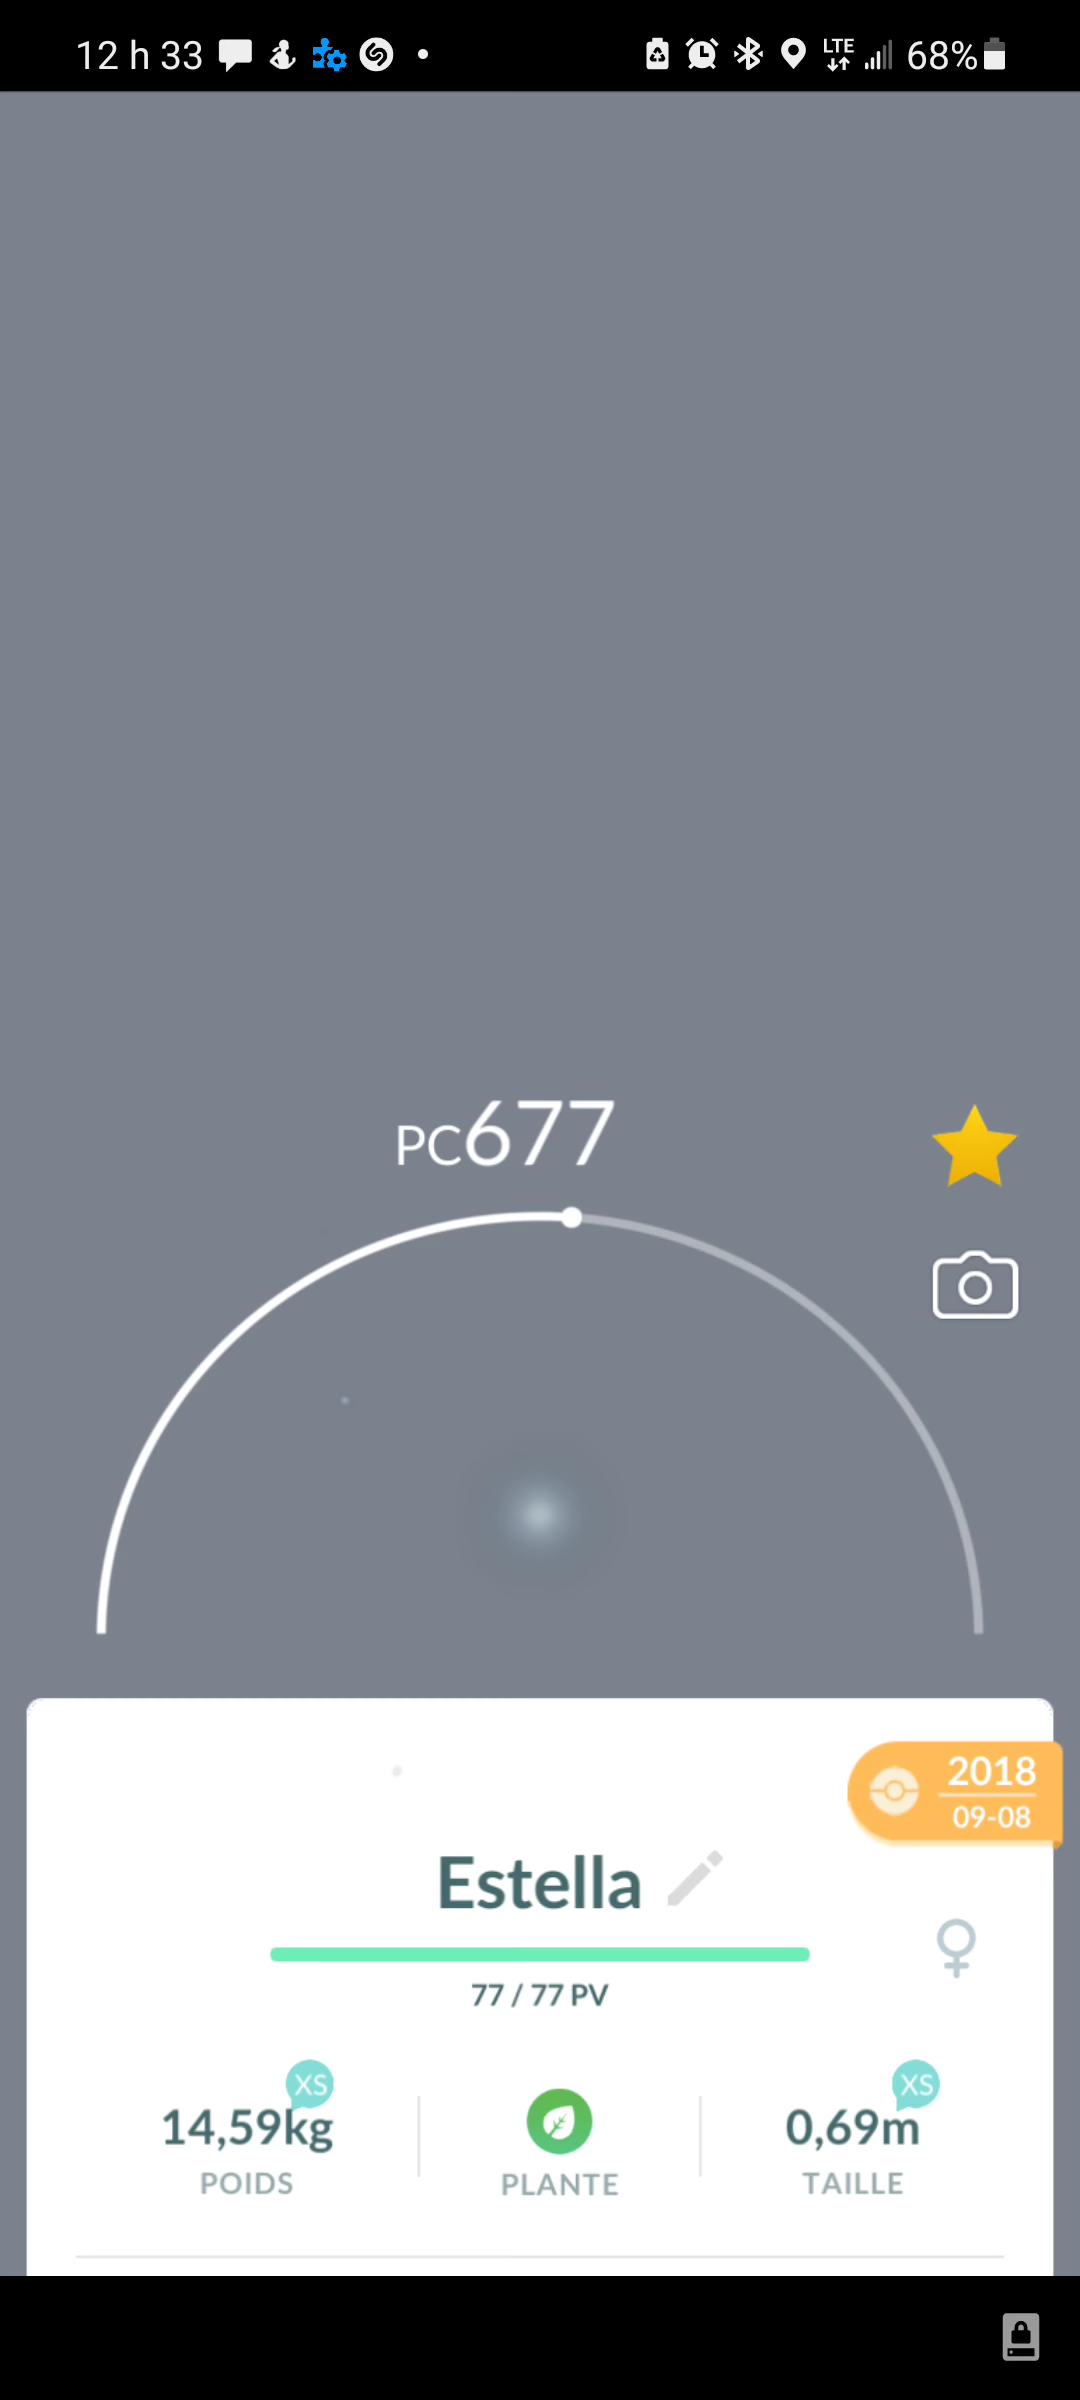 12 h 33
LTE
68%
PC677
2018
09-08
Estella
77 / 77 PV
XS
XS
14,59kg
0,69m
POIDS
PLANTE
TAILLE